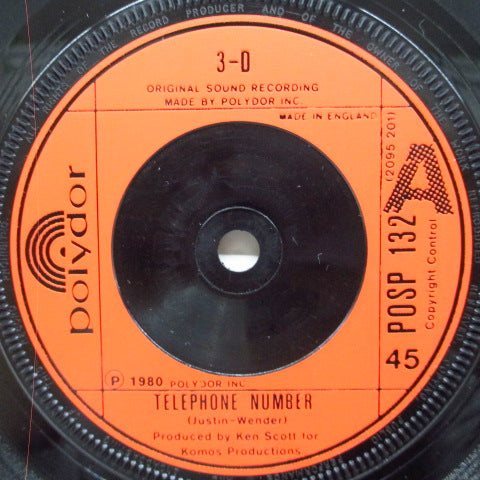 OF THE RECORD PRODUCER AND OF THE OWNER OF
3-D
ORIGINAL SOUND RECORDING
MADE BY POLYDOR INC.
MADE IN ENGLAND
polydor
A
(2095 201)
POSP 132
Copyright Control
45
℗ 1980 POLYDOR INC
TELEPHONE NUMBER
(Justin-Wender)
Produced by Ken Scott for
Komos Productions